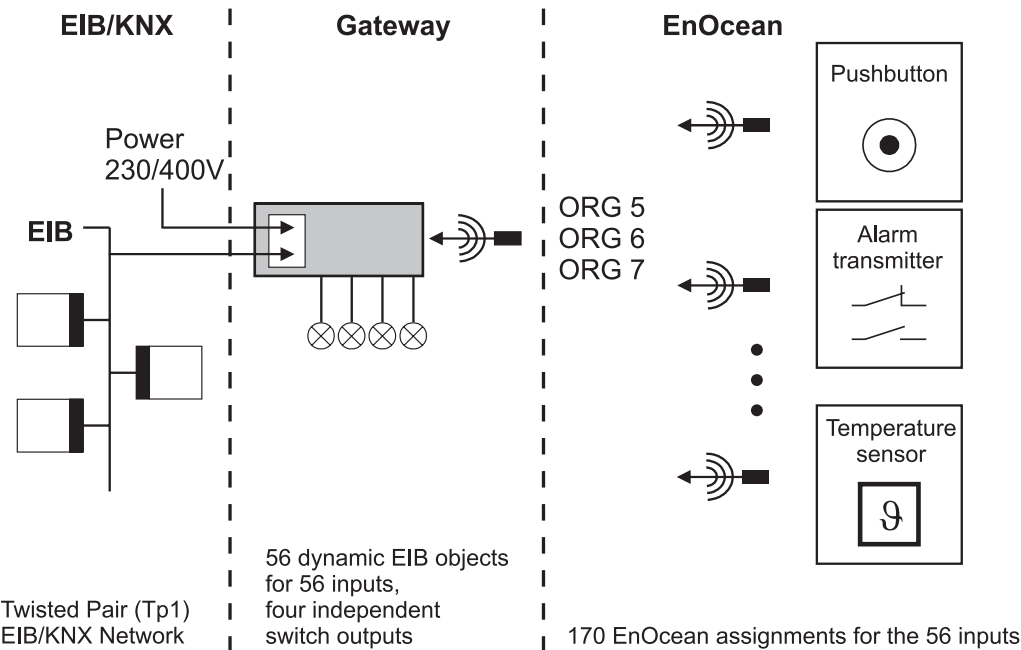 EIB/KNX
Gateway
EnOcean
Power
230/400V
EIB
ORG 5
ORG 6
ORG 7
Pushbutton
Alarm
transmitter
Temperature
sensor
ϑ
Twisted Pair (Tp1)
EIB/KNX Network
56 dynamic EIB objects
for 56 inputs,
four independent
switch outputs
170 EnOcean assignments for the 56 inputs